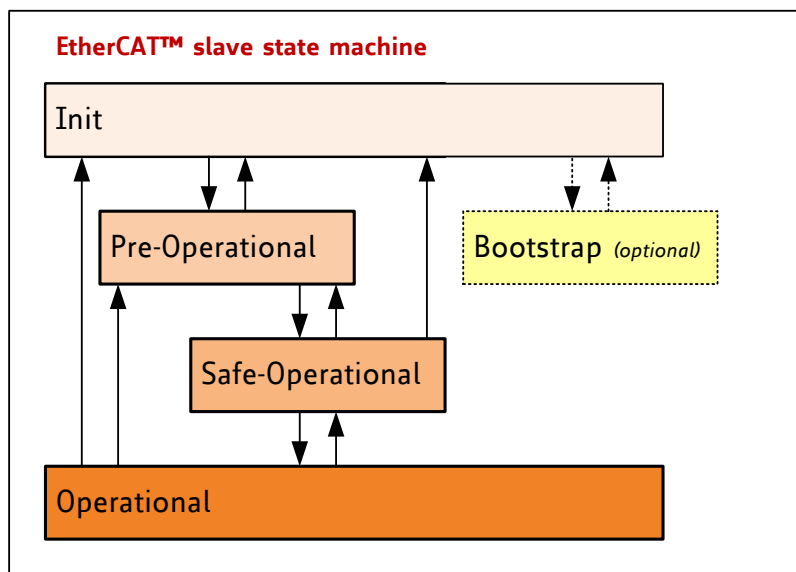 EtherCAT™ slave state machine
Init
Pre-Operational
Bootstrap (optional)
Safe-Operational
Operational